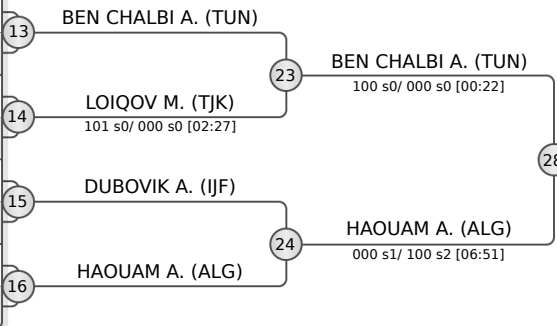 BEN CHALBI A. (TUN)
13
23
BEN CHALBI A. (TUN)
100 s0/ 000 s0 [00:22]
LOIQOV M. (TJK)
14
101 s0/ 000 s0 [02:27]
28
DUBOVIK A. (IJF)
15
24
HAOUAM A. (ALG)
000 s1/ 100 s2 [06:51]
HAOUAM A. (ALG)
16